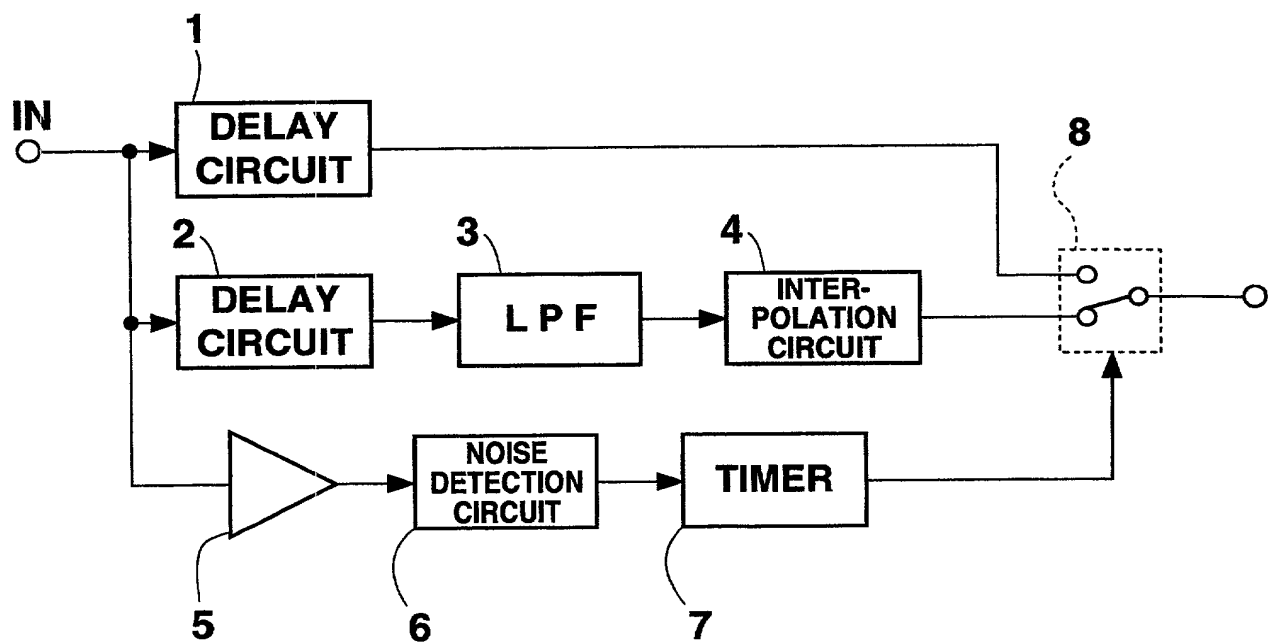 1
IN
DELAY
CIRCUIT
8
2
DELAY
CIRCUIT
3
L P F
4
INTER-
POLATION
CIRCUIT
5
NOISE
DETECTION
CIRCUIT
6
TIMER
7